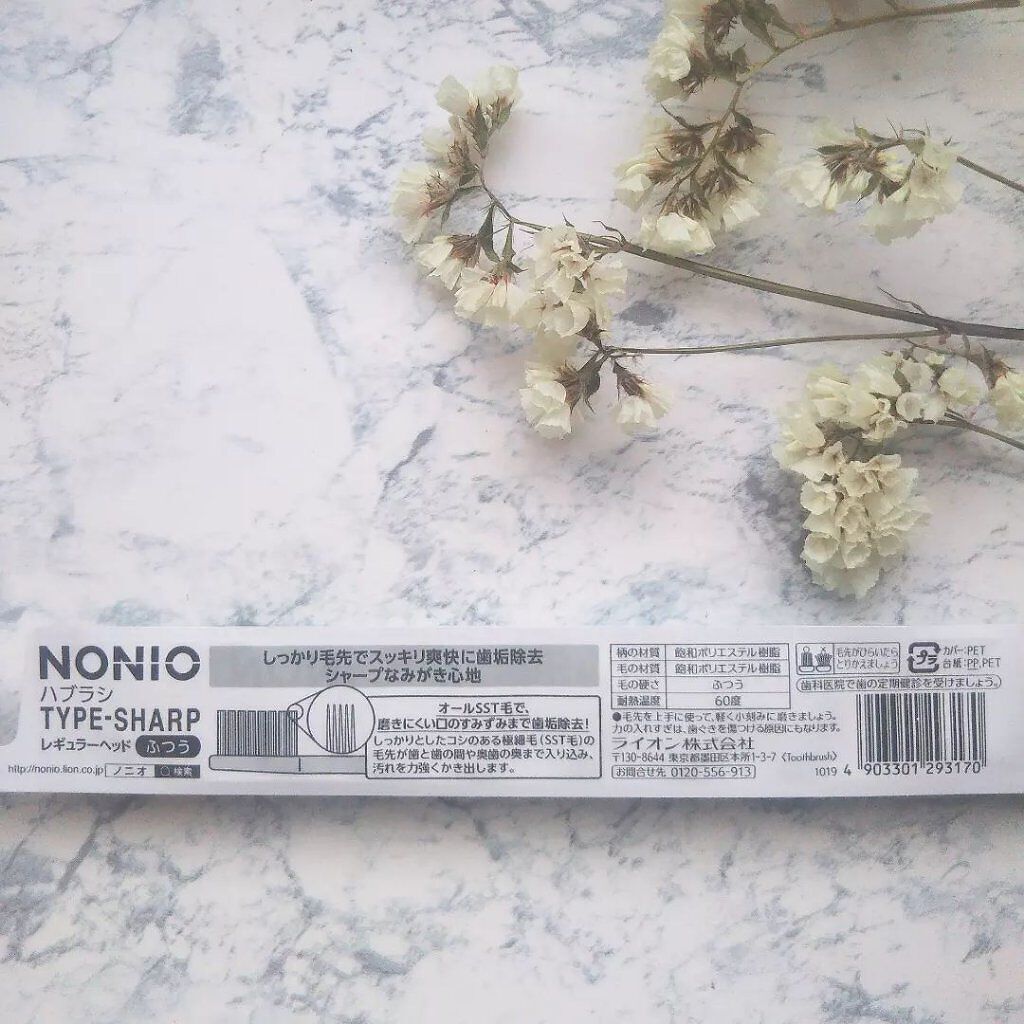 NONIO
ハブラシ
TYPE-SHARP
レギュラーヘッド ふつう
http://nonio.lion.co.jp ノニオ 検索
しっかり毛先でスッキリ爽快に歯垢除去
シャープなみがき心地
オールSST毛で、
磨きにくい口のすみずみまで歯垢除去!
しっかりとしたコシのある極細毛(SST毛)の
毛先が歯と歯の間や奥歯の奥まで入り込み、
汚れを力強くかき出します。
柄の材質 飽和ポリエステル樹脂
毛の材質 飽和ポリエステル樹脂
毛の硬さ ふつう
耐熱温度 60度
●毛先を上手に使って、軽く小刻みに磨きましょう。
力の入れすぎは、歯ぐきを傷つける原因にもなります。
ライオン株式会社
〒130-8644 東京都墨田区本所1-3-7 (Toothbrush)
お問合せ先 0120-556-913
毛先がひらいたら
とりかえましょう
プラ
カバー:PET
台紙:PP,PET
歯科医院で歯の定期健診を受けましょう。
1019
4 903301 293170